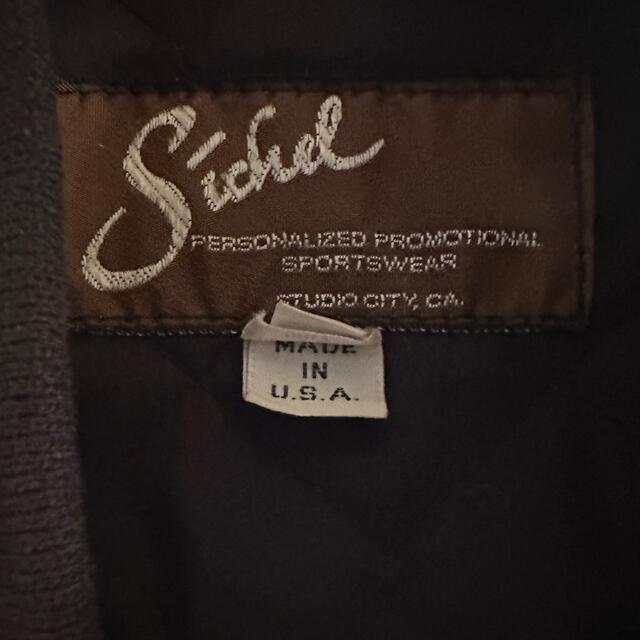 Sichel
PERSONALIZED PROMOTIONAL
SPORTSWEAR
STUDIO CITY, CA.
MADE
IN
U.S.A.